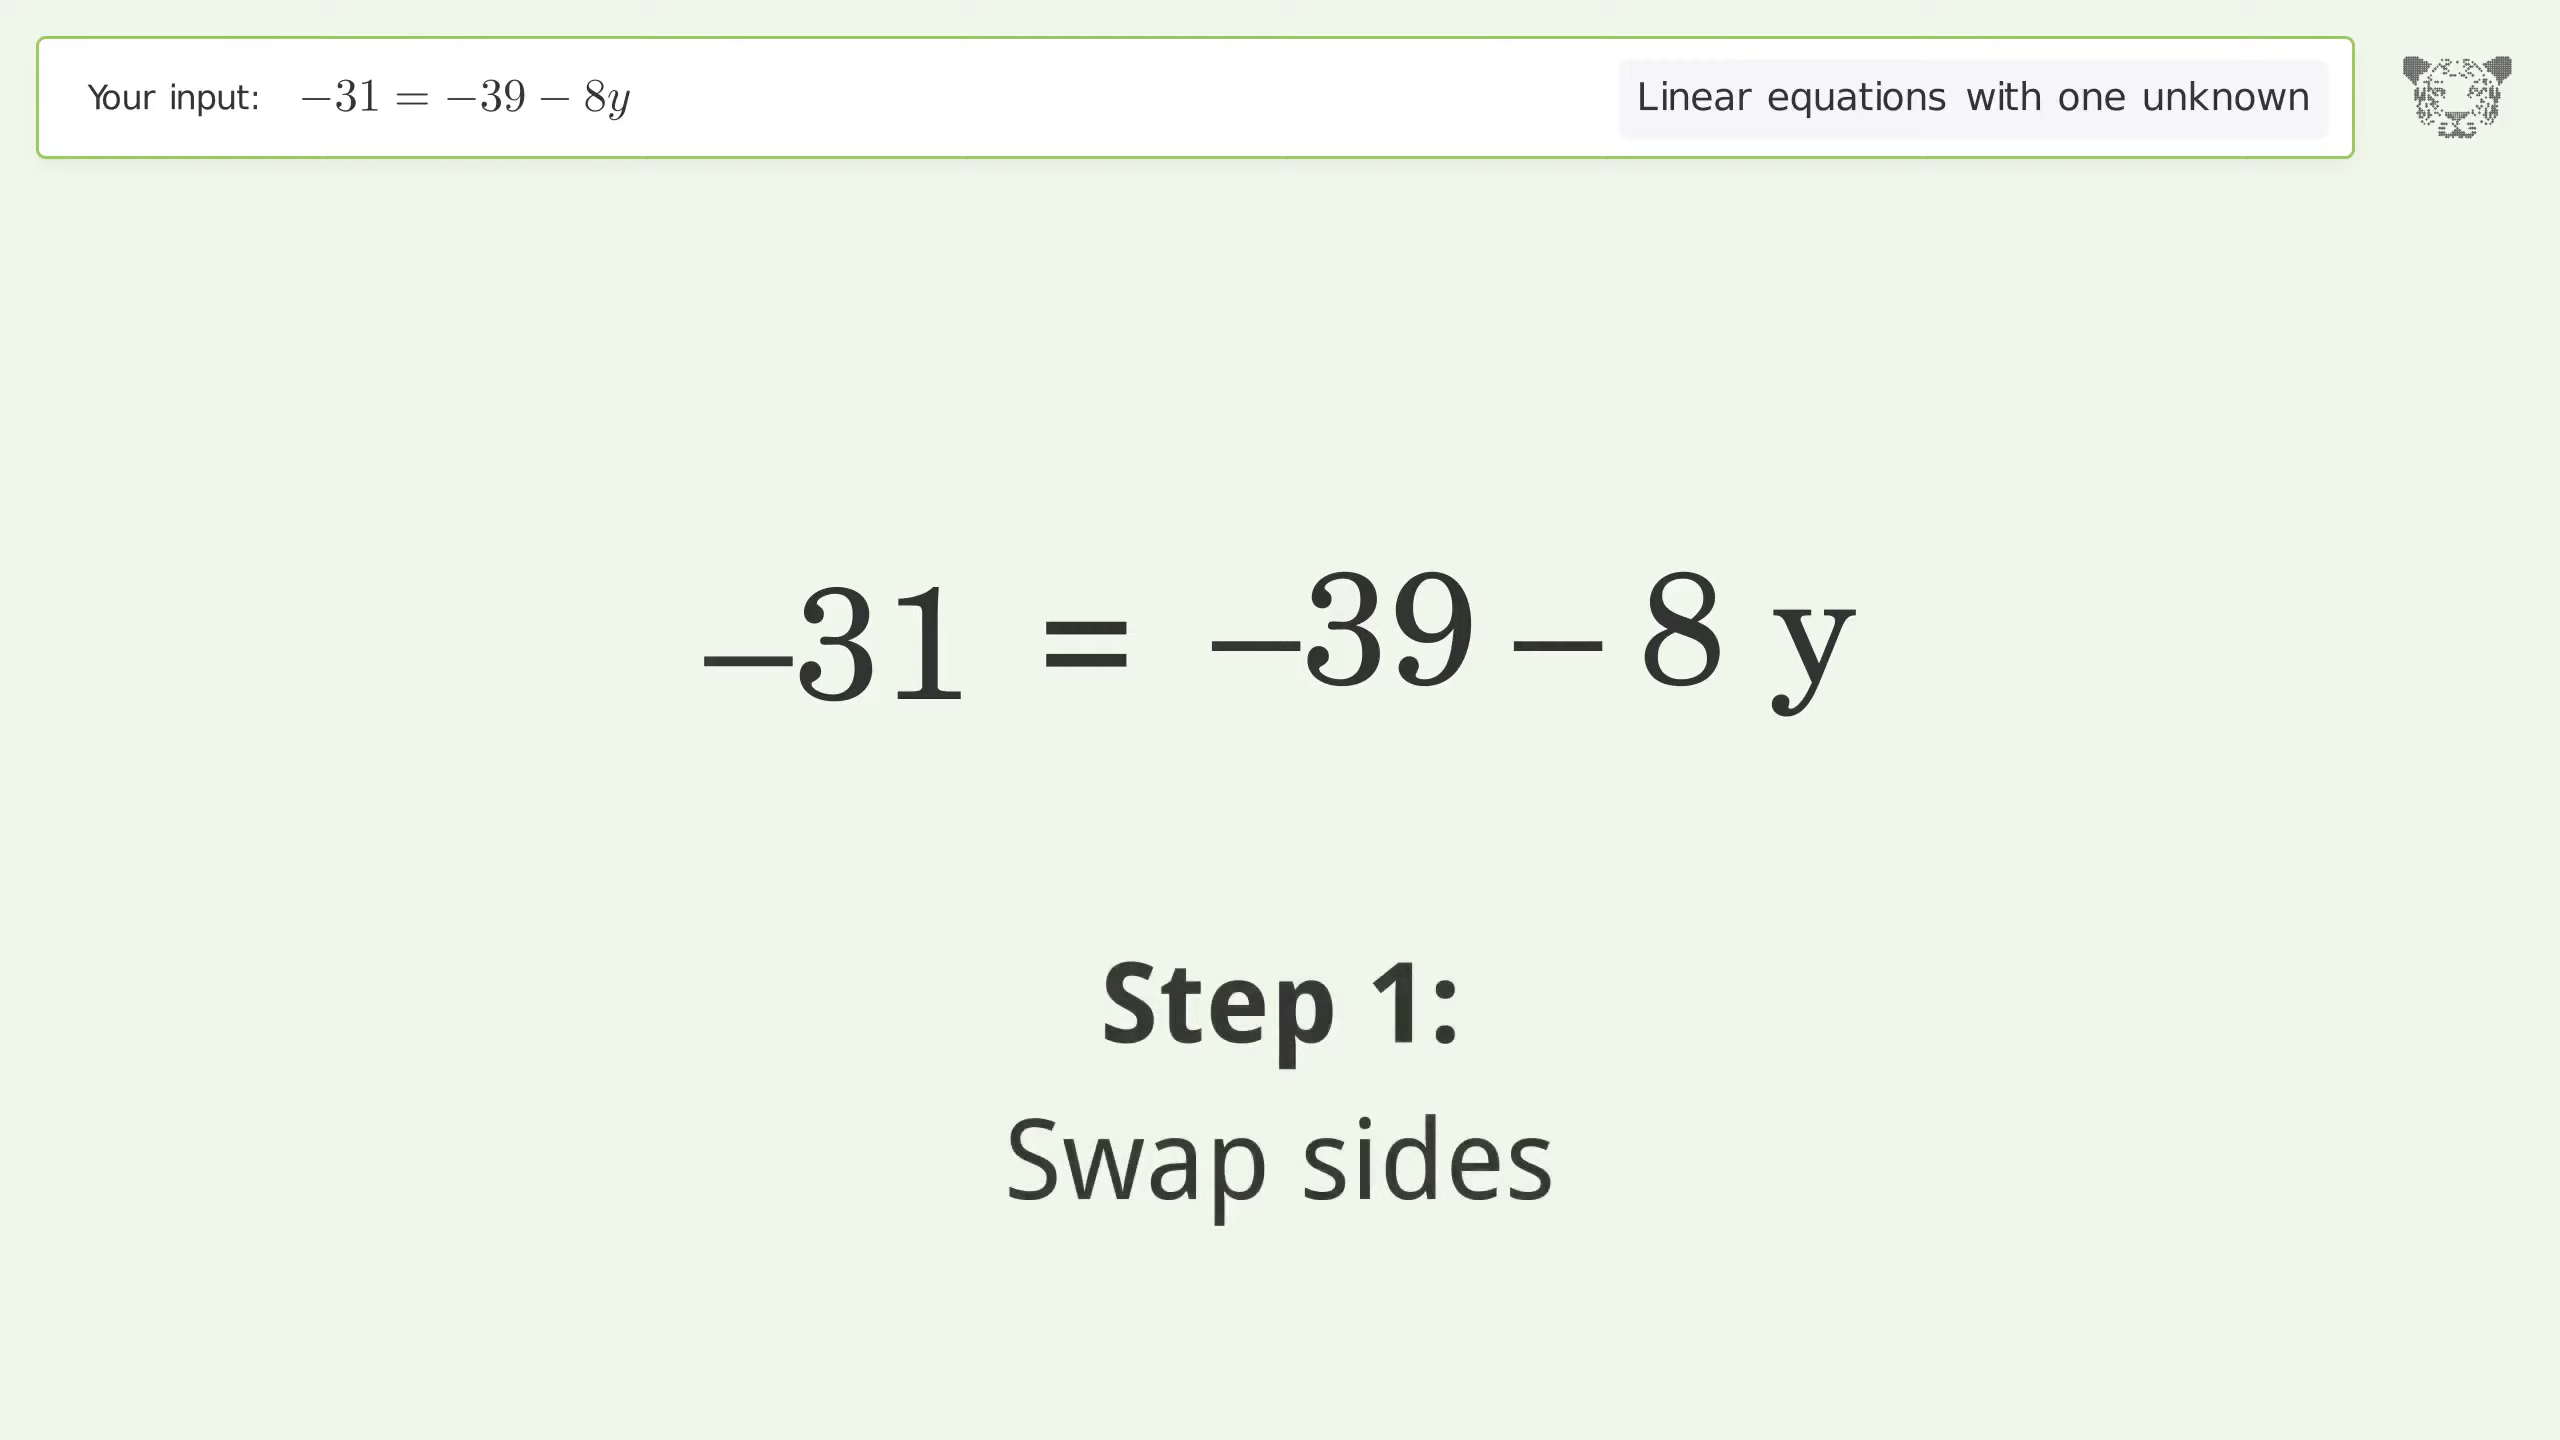 Your input: −31 = −39 − 8y
Linear equations with one unknown
−31 = −39 − 8 y
Step 1:
Swap sides